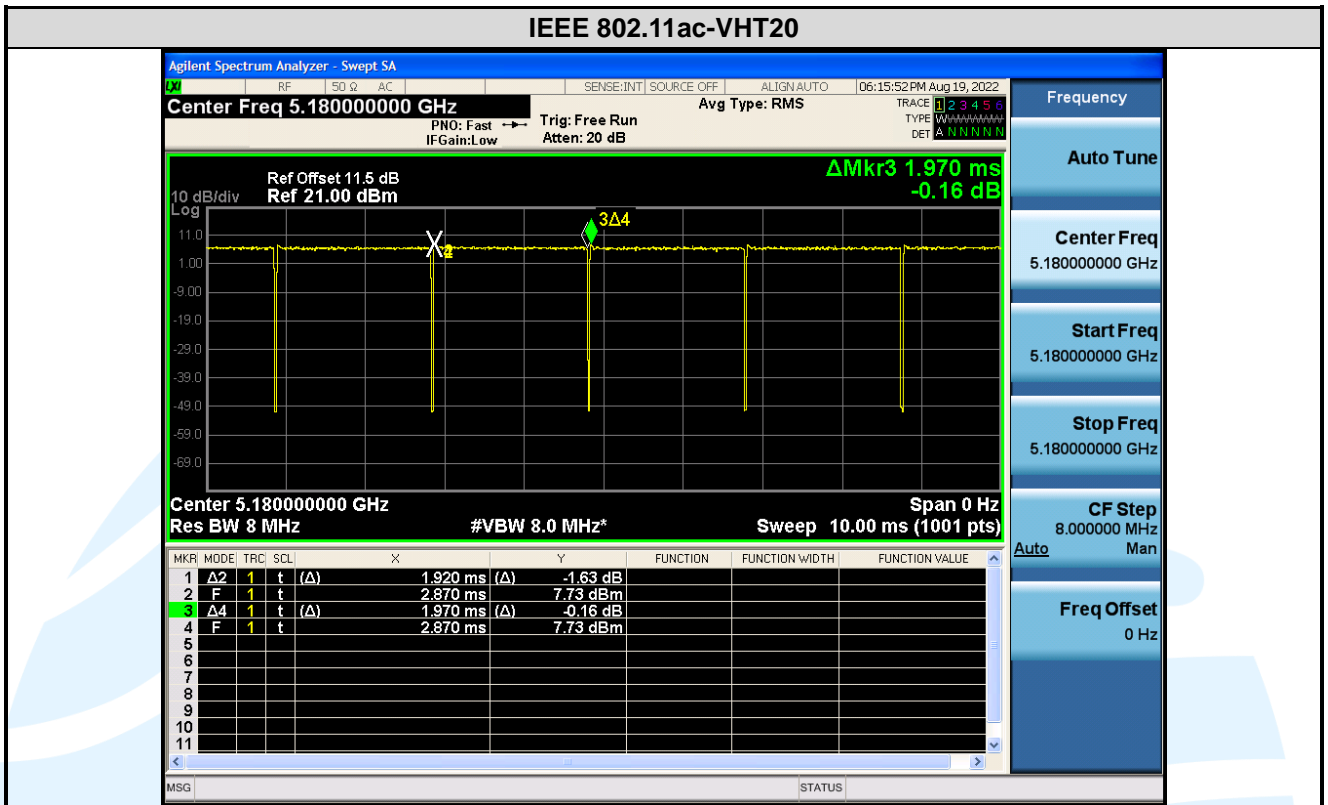 IEEE 802.11ac-VHT20
Agilent Spectrum Analyzer - Swept SA
LXI RF 50 Ω AC SENSE:INT SOURCE OFF ALIGN AUTO 06:15:52 PM Aug 19, 2022
Center Freq 5.180000000 GHz Avg Type: RMS TRACE 1 2 3 4 5 6
PNO: Fast Trig: Free Run TYPE
IFGain:Low Atten: 20 dB DET A N N N N N
Frequency
Auto Tune
Center Freq
5.180000000 GHz
Start Freq
5.180000000 GHz
Stop Freq
5.180000000 GHz
CF Step
8.000000 MHz
Auto Man
Freq Offset
0 Hz
ΔMkr3 1.970 ms
-0.16 dB
Ref Offset 11.5 dB
10 dB/div Ref 21.00 dBm
Log
3Δ4
11.0
1.00
-9.00
-19.0
-29.0
-39.0
-49.0
-59.0
-69.0
Center 5.180000000 GHz Span 0 Hz
Res BW 8 MHz #VBW 8.0 MHz* Sweep 10.00 ms (1001 pts)
MKR MODE TRC SCL X Y FUNCTION FUNCTION WIDTH FUNCTION VALUE
1 Δ2 1 t (Δ) 1.920 ms (Δ) -1.63 dB
2 F 1 t 2.870 ms 7.73 dBm
3 Δ4 1 t (Δ) 1.970 ms (Δ) -0.16 dB
4 F 1 t 2.870 ms 7.73 dBm
5
6
7
8
9
10
11
MSG STATUS